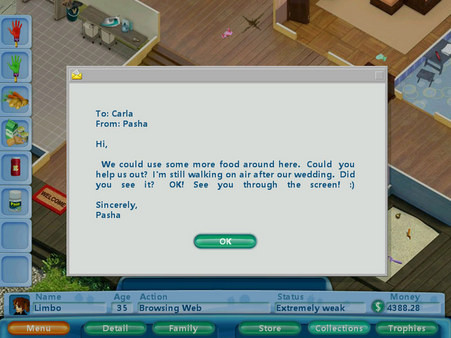 To: Carla
From: Pasha
Hi,
We could use some more food around here. Could you
help us out? I'm still walking on air after our wedding. Did
you see it? OK! See you through the screen! :)
Sincerely,
Pasha
OK
WELCOME
Name Age Action Status Money
Limbo 35 Browsing Web Extremely weak $ 4388.28
Menu Detail Family Store Collections Trophies